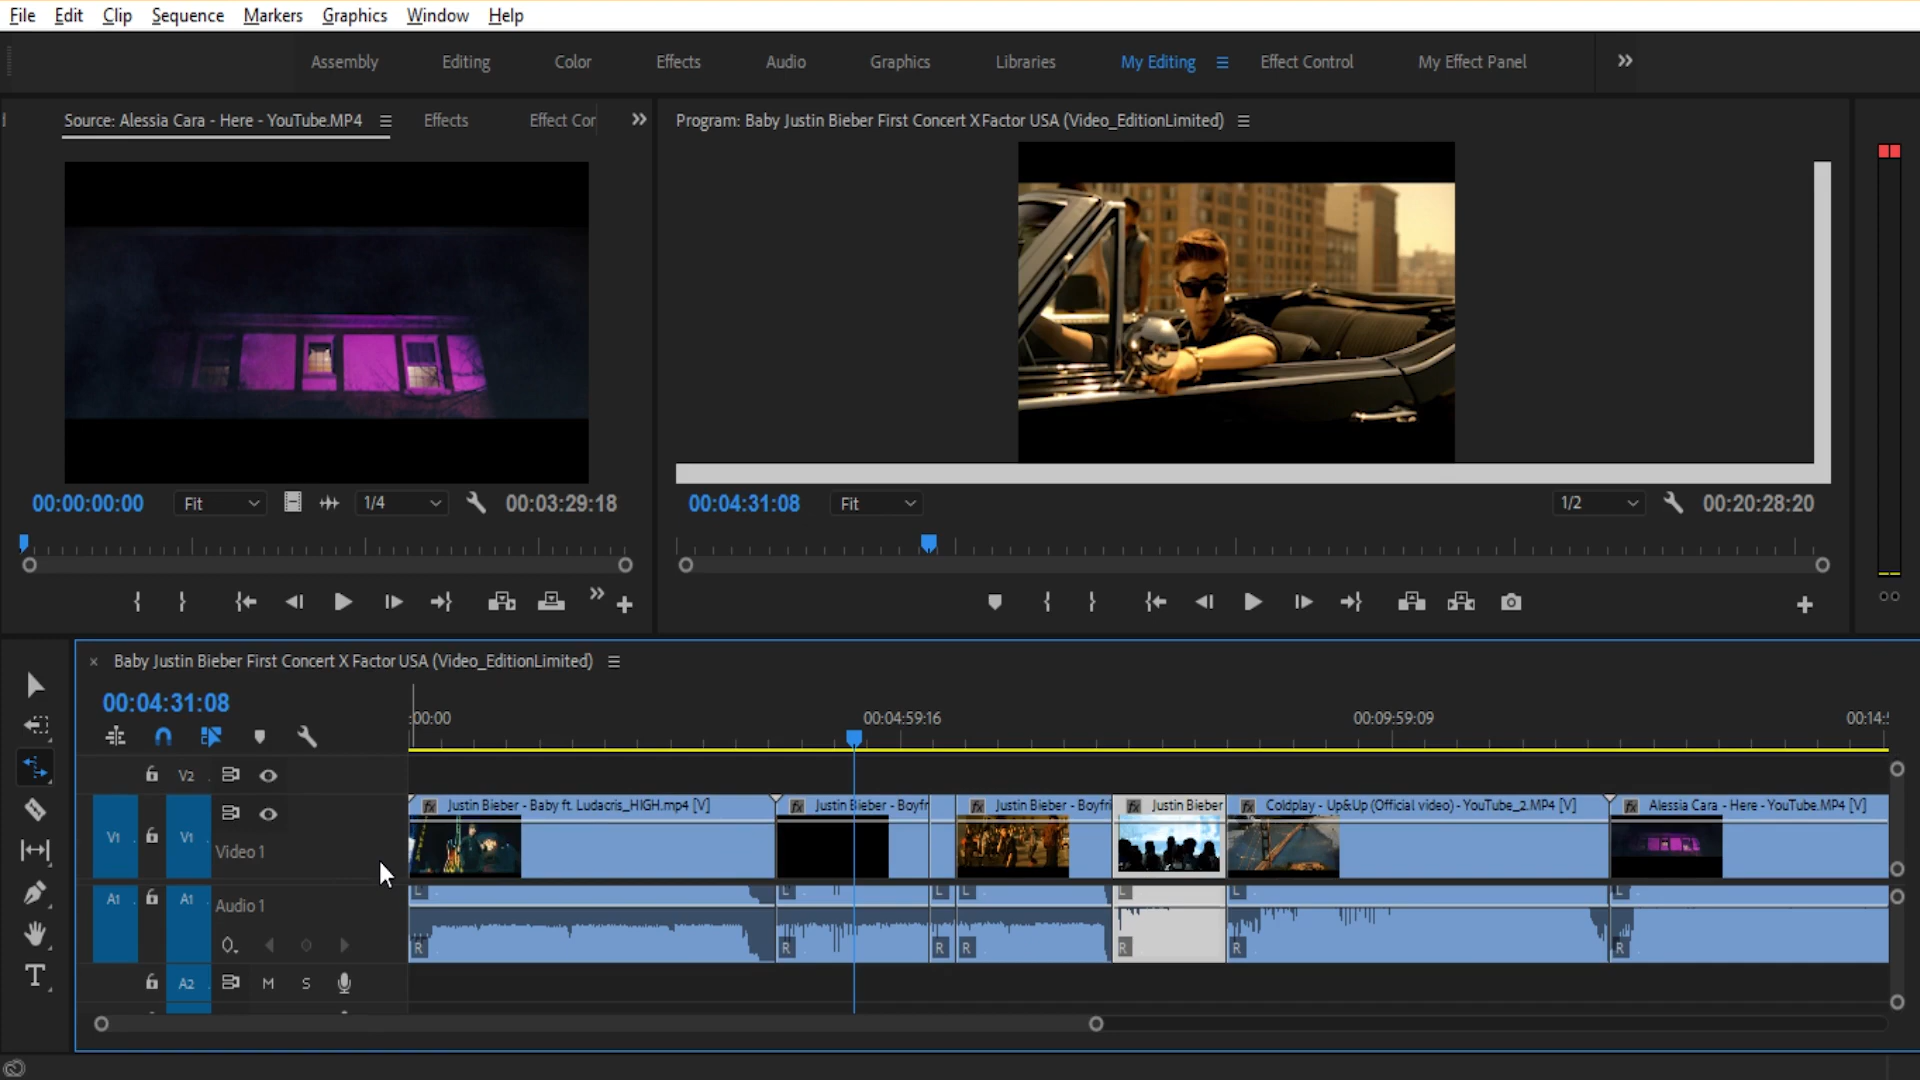 File Edit Clip Sequence Markers Graphics Window Help
Assembly Editing Color Effects Audio Graphics Libraries My Editing Effect Control My Effect Panel
Source: Alessia Cara - Here - YouTube.MP4 Effects Effect Cor
Program: Baby Justin Bieber First Concert X Factor USA (Video_EditionLimited)
00:00:00:00 Fit 1/4 00:03:29:18
00:04:31:08 Fit 1/2 00:20:28:20
Baby Justin Bieber First Concert X Factor USA (Video_EditionLimited)
00:04:31:08
:00:00 00:04:59:16 00:09:59:09 00:14:
V2
Justin Bieber - Baby ft. Ludacris_HIGH.mp4 [V] Justin Bieber - Boyfr Justin Bieber - Boyfri Justin Bieber Coldplay - Up&Up (Official video) - YouTube_2.MP4 [V] Alessia Cara - Here - YouTube.MP4 [V]
V1 V1
Video 1
A1 A1 Audio 1
L L L L L L L
R R R R R R R
A2 M S
T